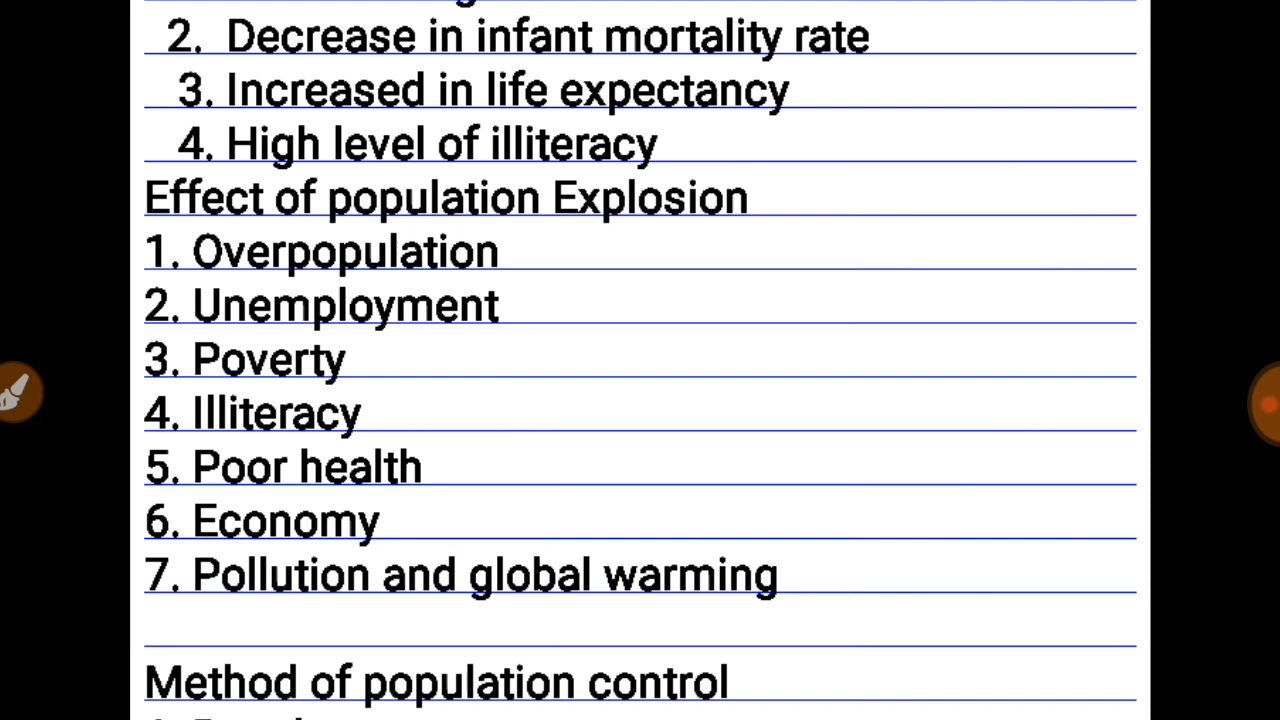 2. Decrease in infant mortality rate
3. Increased in life expectancy
4. High level of illiteracy
Effect of population Explosion
1. Overpopulation
2. Unemployment
3. Poverty
4. Illiteracy
5. Poor health
6. Economy
7. Pollution and global warming
Method of population control